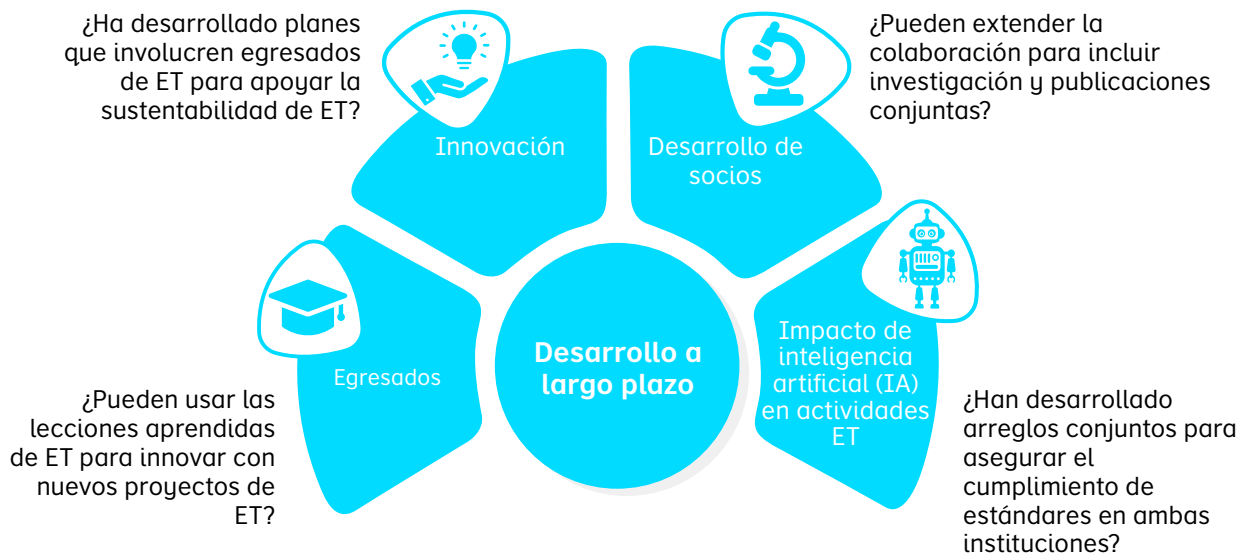 ¿Ha desarrollado planes
que involucren egresados
de ET para apoyar la
sustentabilidad de ET?
¿Pueden extender la
colaboración para incluir
investigación y publicaciones
conjuntas?
Innovación
Desarrollo de
socios
Egresados
Desarrollo a
largo plazo
Impacto de
inteligencia
artificial (IA)
en actividades
ET
¿Pueden usar las
lecciones aprendidas
de ET para innovar con
nuevos proyectos de
ET?
¿Han desarrollado
arreglos conjuntos para
asegurar el
cumplimiento de
estándares en ambas
instituciones?